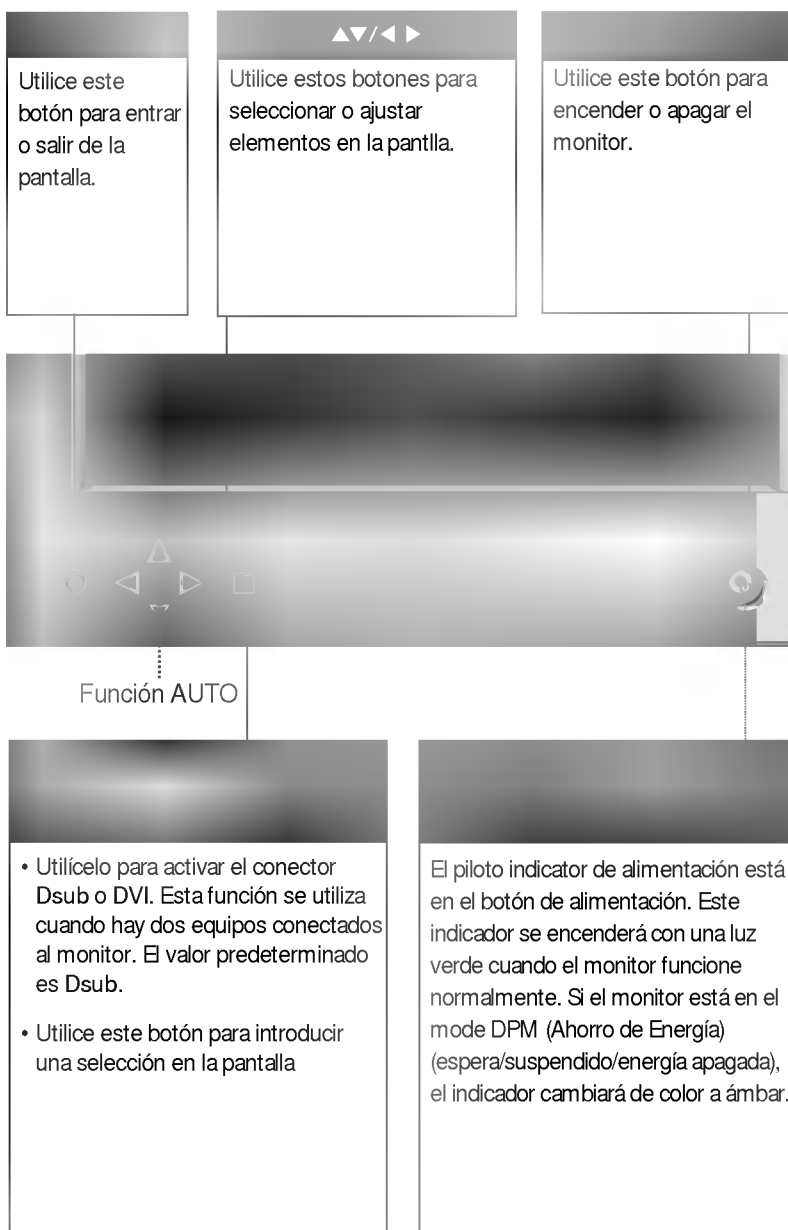 Utilice este
botón para entrar
o salir de la
pantalla.
▲▼/◀ ▶
Utilice estos botones para
seleccionar o ajustar
elementos en la pantlla.
Utilice este botón para
encender o apagar el
monitor.
Función AUTO
• Utilícelo para activar el conector
Dsub o DVI. Esta función se utiliza
cuando hay dos equipos conectados
al monitor. El valor predeterminado
es Dsub.
• Utilice este botón para introducir
una selección en la pantalla
El piloto indicator de alimentación está
en el botón de alimentación. Este
indicador se encenderá con una luz
verde cuando el monitor funcione
normalmente. Si el monitor está en el
mode DPM (Ahorro de Energía)
(espera/suspendido/energía apagada),
el indicador cambiará de color a ámbar.